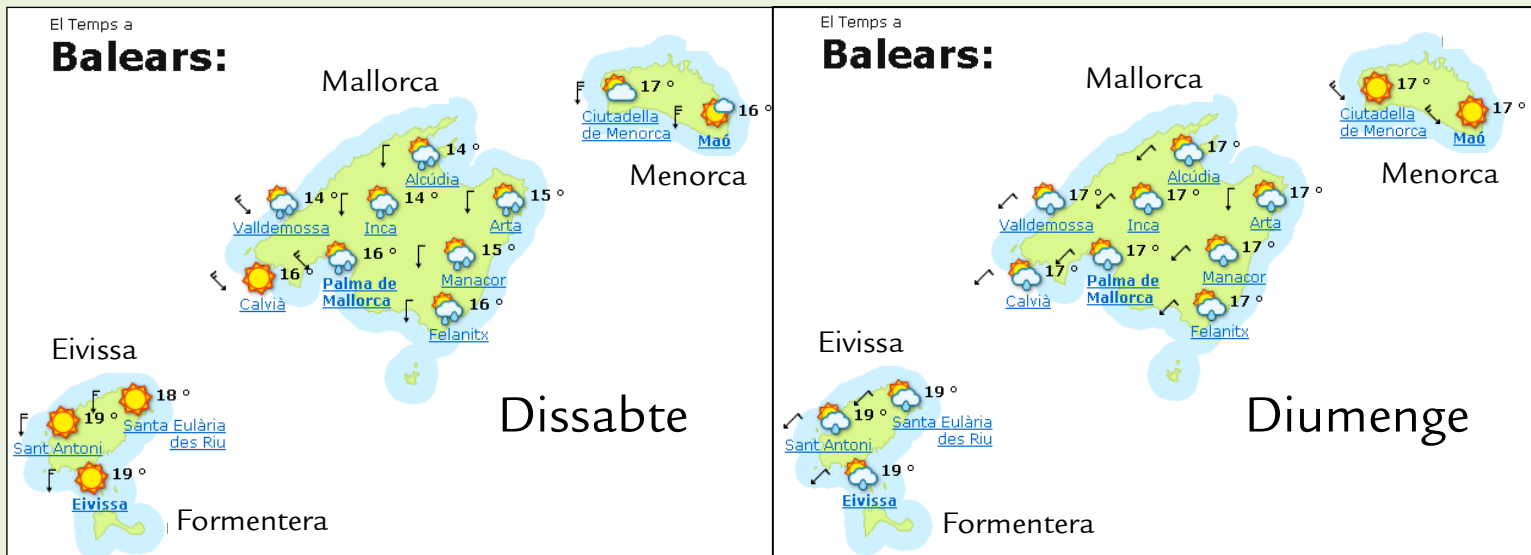 El Temps a
Balears:
Mallorca
17 °
16 °
Ciutadella
de Menorca
Maó
Menorca
14 °
Alcúdia
14 °
14 °
15 °
Valldemossa
Inca
Arta
16 °
15 °
16 °
Calvià
Palma de
Mallorca
Manacor
16 °
Felanitx
Eivissa
18 °
19 °
Santa Eulària
des Riu
Sant Antoni
19 °
Eivissa
Formentera
Dissabte
El Temps a
Balears:
Mallorca
17 °
17 °
Ciutadella
de Menorca
Maó
Menorca
17 °
Alcúdia
17 °
17 °
17 °
Valldemossa
Inca
Arta
17 °
17 °
17 °
Calvià
Palma de
Mallorca
Manacor
17 °
Felanitx
Eivissa
19 °
19 °
Santa Eulària
des Riu
Sant Antoni
19 °
Eivissa
Formentera
Diumenge